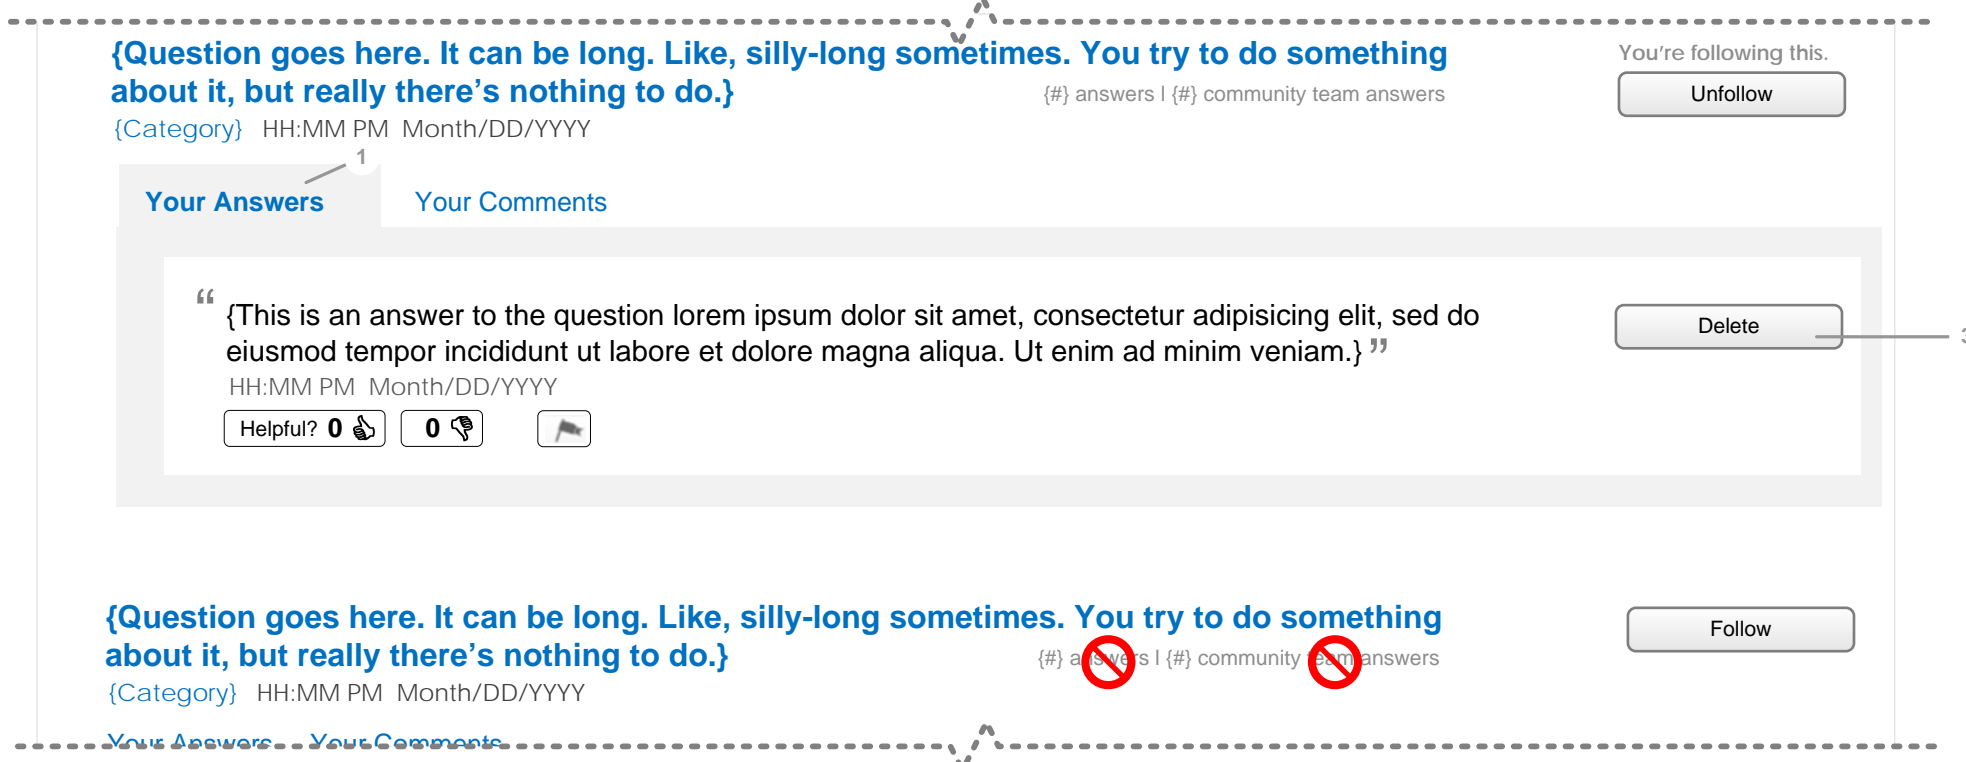 {Question goes here. It can be long. Like, silly-long sometimes. You try to do something
about it, but really there’s nothing to do.}
{#} answers I {#} community team answers
You're following this.
Unfollow
{Category} HH:MM PM Month/DD/YYYY
1
Your Answers Your Comments
“ {This is an answer to the question lorem ipsum dolor sit amet, consectetur adipisicing elit, sed do
eiusmod tempor incididunt ut labore et dolore magna aliqua. Ut enim ad minim veniam.} ”
Delete
3
HH:MM PM Month/DD/YYYY
Helpful? 0 0
{Question goes here. It can be long. Like, silly-long sometimes. You try to do something
about it, but really there’s nothing to do.}
{#} answers I {#} community team answers
Follow
{Category} HH:MM PM Month/DD/YYYY
Your Answers Your Comments